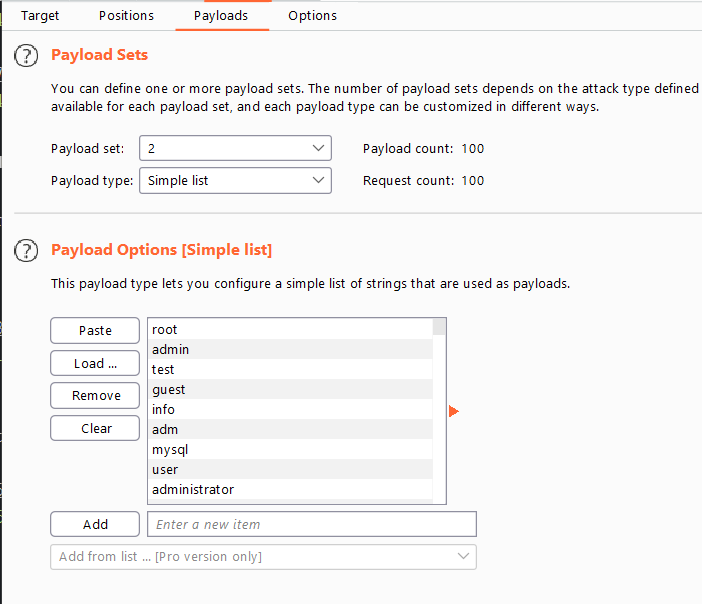 Target Positions Payloads Options
? Payload Sets
You can define one or more payload sets. The number of payload sets depends on the attack type defined
available for each payload set, and each payload type can be customized in different ways.
Payload set: 2 Payload count: 100
Payload type: Simple list Request count: 100
? Payload Options [Simple list]
This payload type lets you configure a simple list of strings that are used as payloads.
Paste
Load ...
Remove
Clear
root
admin
test
guest
info
adm
mysql
user
administrator
Add Enter a new item
Add from list ... [Pro version only]